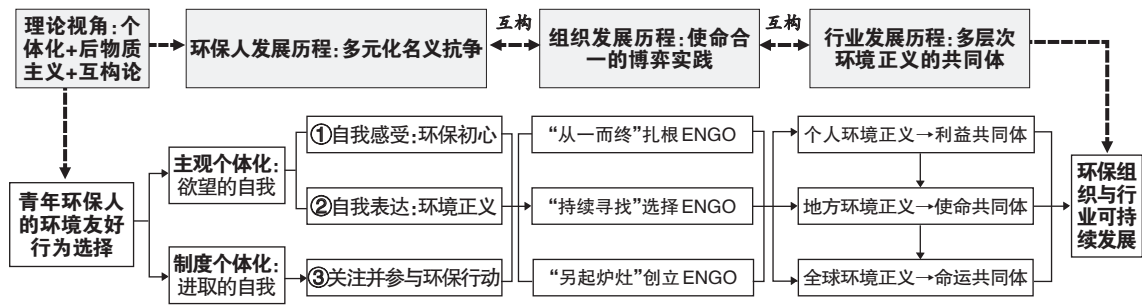 理论视角:个
体化+后物质
主义+互构论
环保人发展历程:多元化名义抗争
互构
组织发展历程:使命合
一的博弈实践
互构
行业发展历程:多层次
环境正义的共同体
青年环保人
的环境友好
行为选择
主观个体化:
欲望的自我
制度个体化:
进取的自我
①自我感受:环保初心
②自我表达:环境正义
③关注并参与环保行动
“从一而终”扎根ENGO
“持续寻找”选择ENGO
“另起炉灶”创立ENGO
个人环境正义→利益共同体
地方环境正义→使命共同体
全球环境正义→命运共同体
环保组
织与行
业可持
续发展